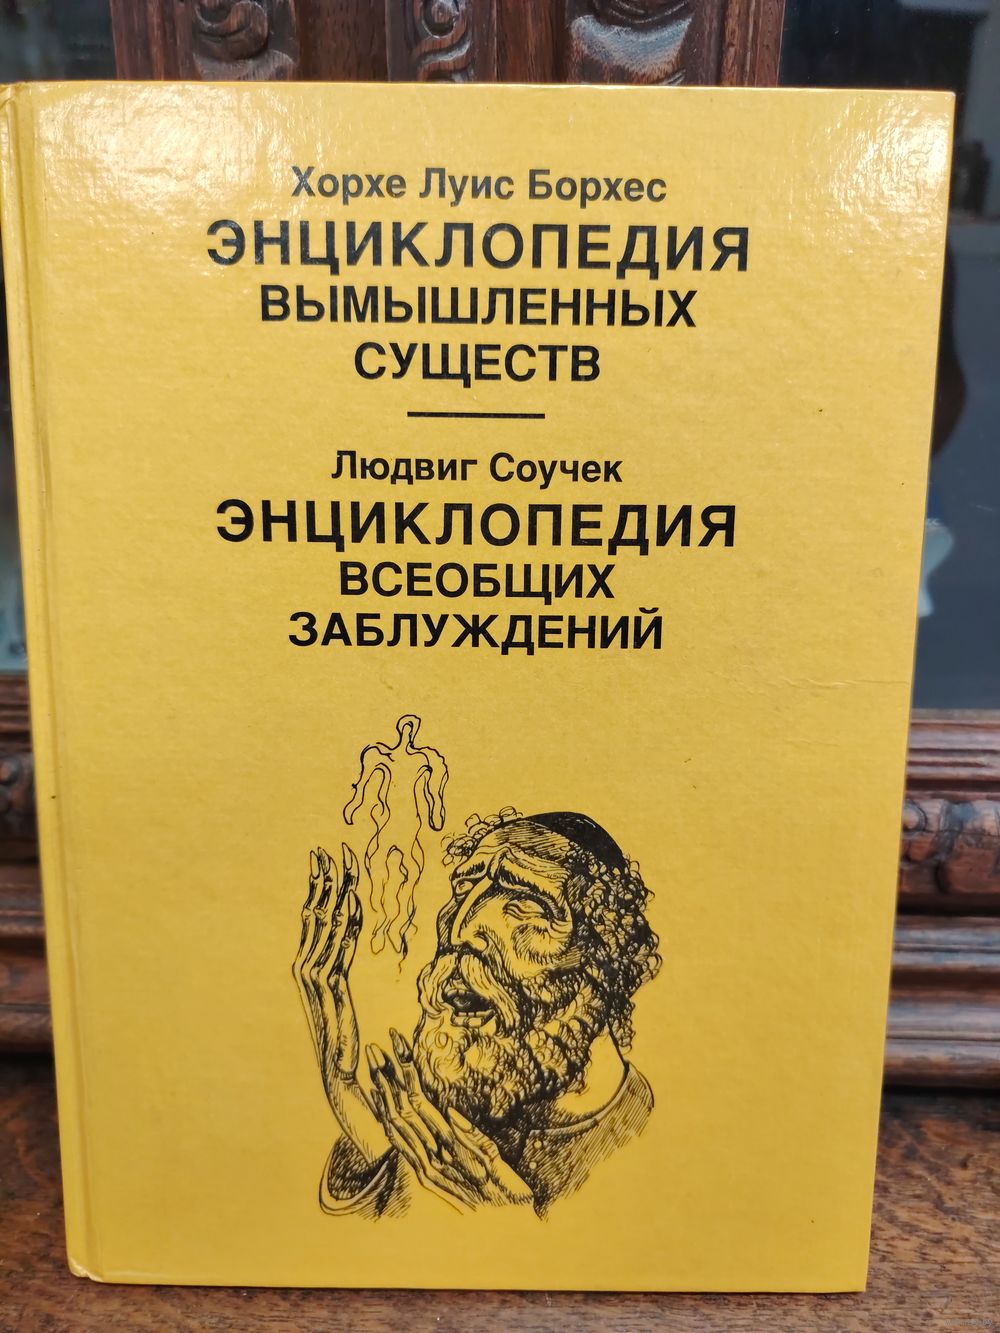 Хорхе Луис Борхес
ЭНЦИКЛОПЕДИЯ
ВЫМЫШЛЕННЫХ
СУЩЕСТВ
Людвиг Соучек
ЭНЦИКЛОПЕДИЯ
ВСЕОБЩИХ
ЗАБЛУЖДЕНИЙ